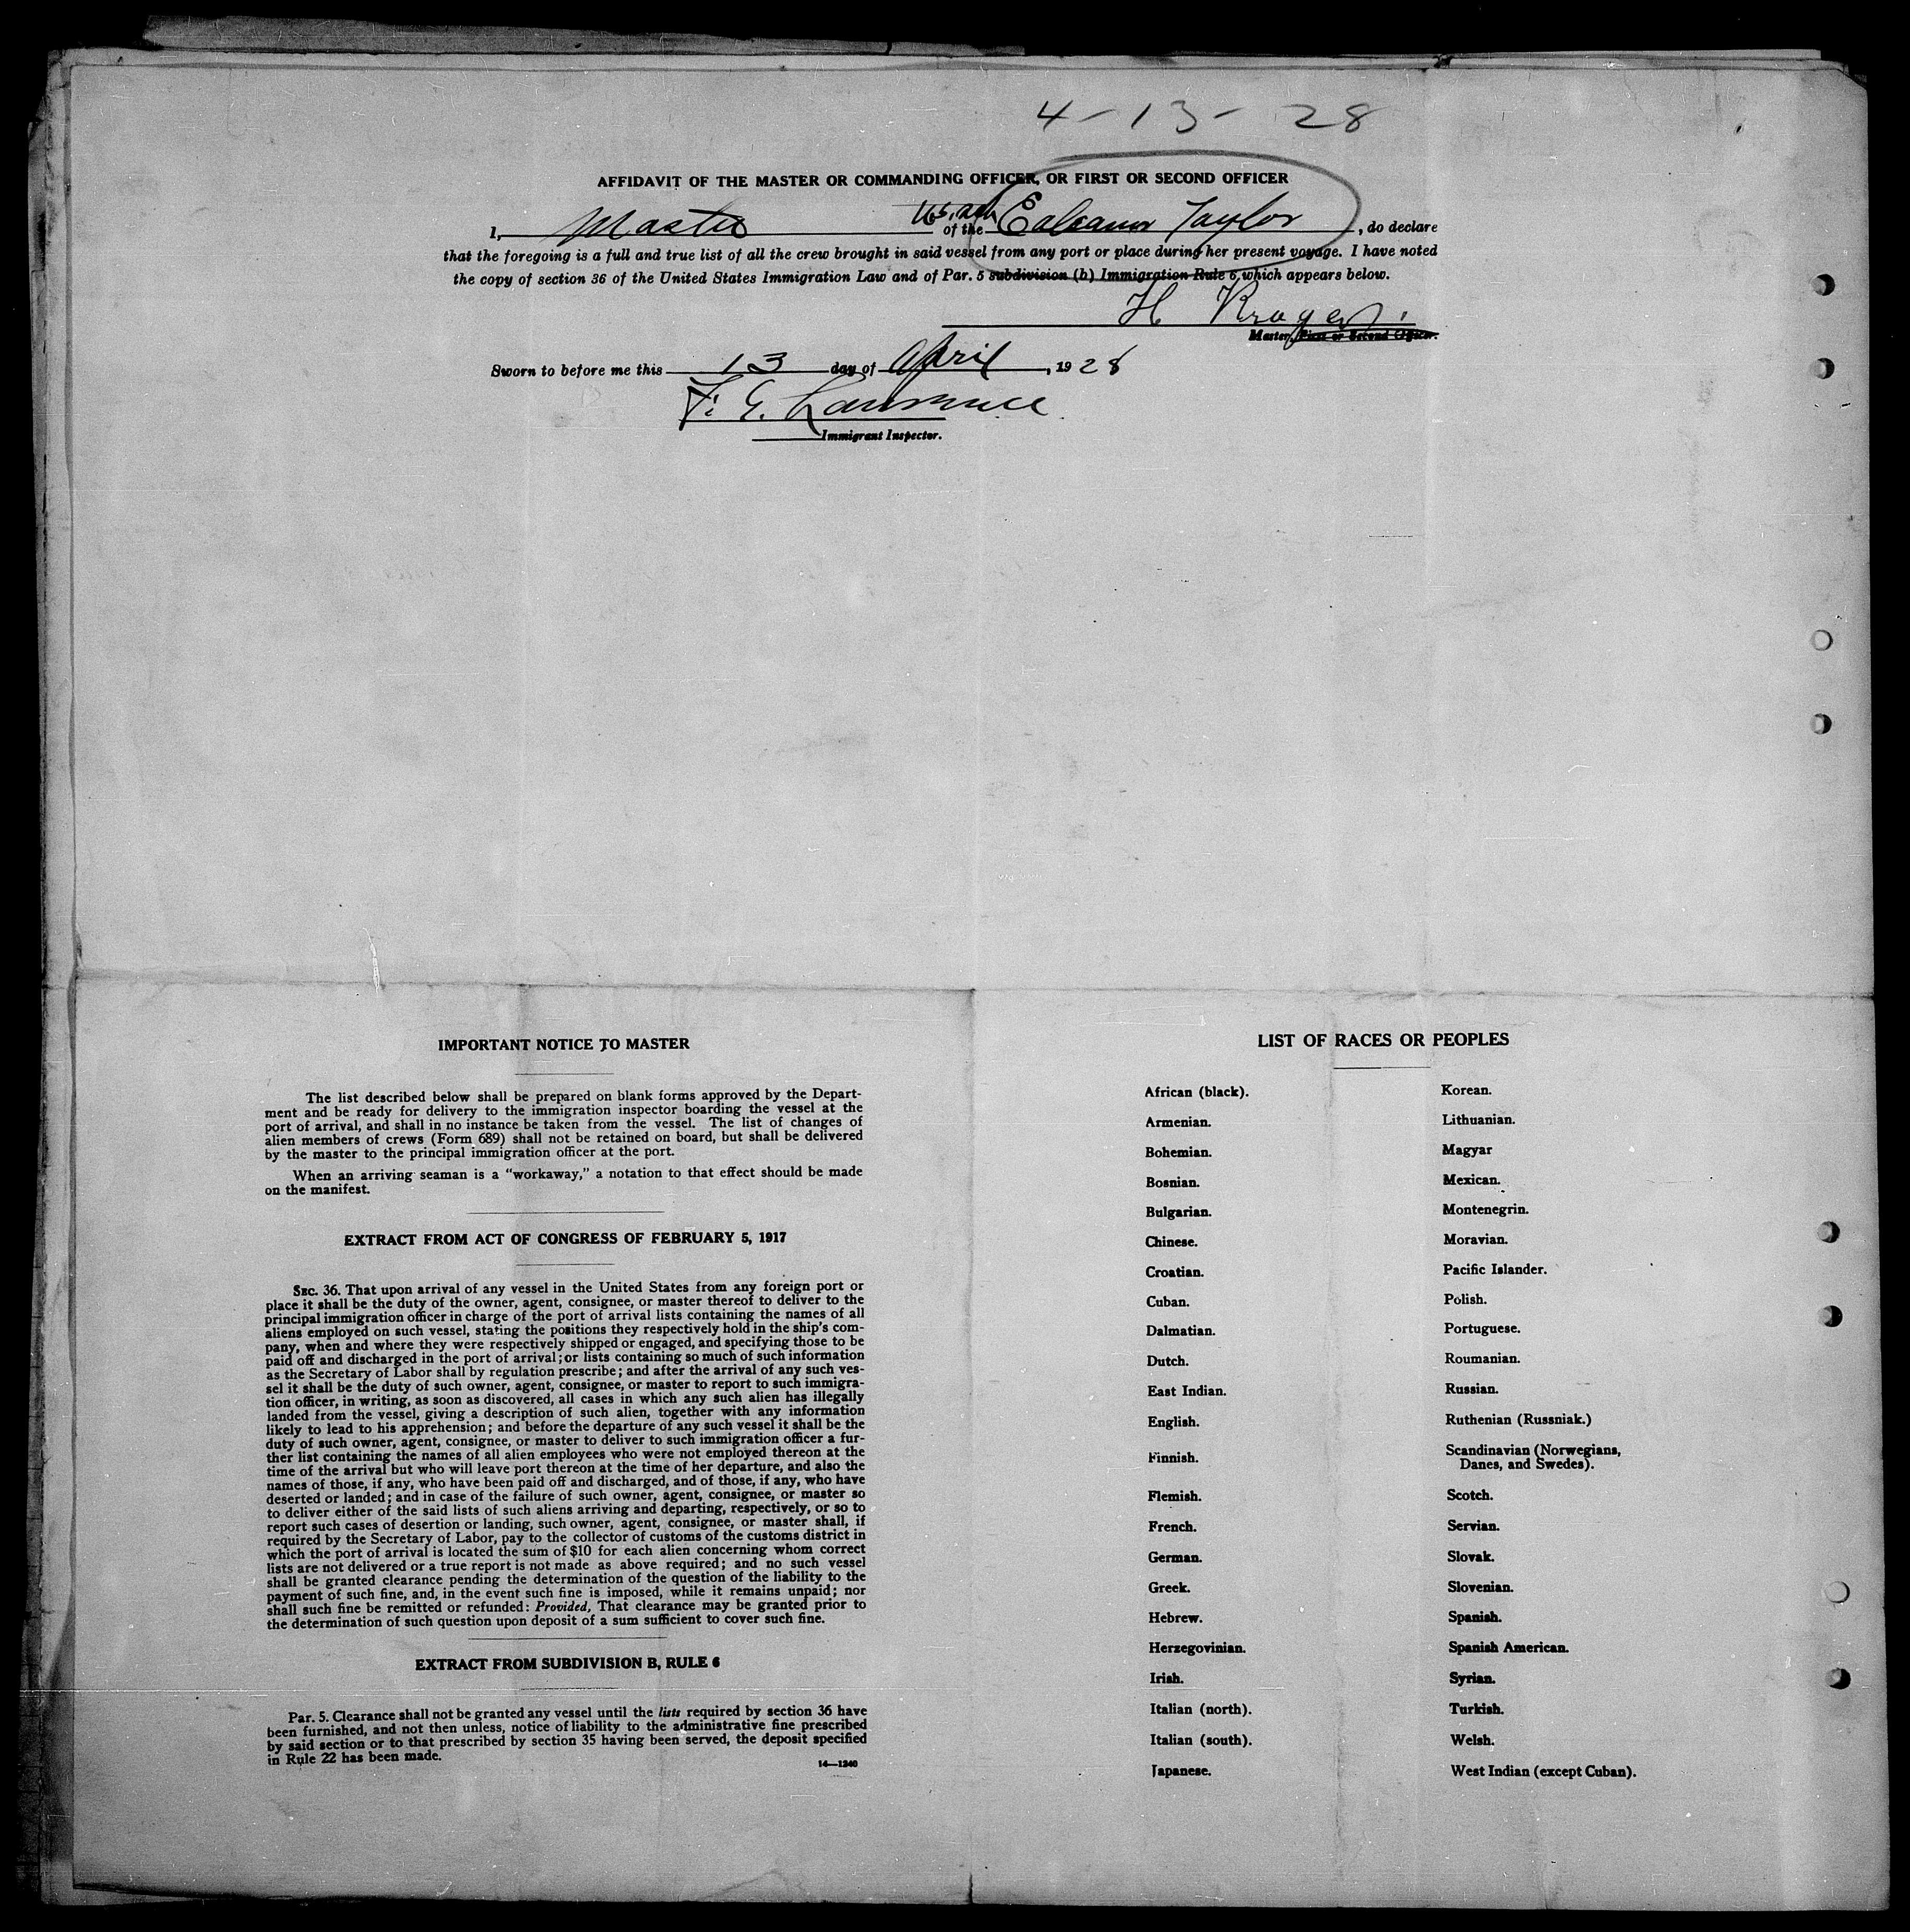 4-13-28
AFFIDAVIT OF THE MASTER OR COMMANDING OFFICER, OR FIRST OR SECOND OFFICER
I, Master of the Ealeanor Taylor, do declare
that the foregoing is a full and true list of all the crew brought in said vessel from any port or place during her present voyage. I have noted
the copy of section 36 of the United States Immigration Law and of Par. 5 subdivision (b) Immigration Rule 6, which appears below.
H Kroger
Master, First or Second Officer.
Sworn to before me this 13 day of April, 1928
F. G. Lawrence
Immigrant Inspector.
IMPORTANT NOTICE TO MASTER
The list described below shall be prepared on blank forms approved by the Depart-
ment and be ready for delivery to the immigration inspector boarding the vessel at the
port of arrival, and shall in no instance be taken from the vessel. The list of changes of
alien members of crews (Form 689) shall not be retained on board, but shall be delivered
by the master to the principal immigration officer at the port.
When an arriving seaman is a "workaway," a notation to that effect should be made
on the manifest.
EXTRACT FROM ACT OF CONGRESS OF FEBRUARY 5, 1917
SEC. 36. That upon arrival of any vessel in the United States from any foreign port or
place it shall be the duty of the owner, agent, consignee, or master thereof to deliver to the
principal immigration officer in charge of the port of arrival lists containing the names of all
aliens employed on such vessel, stating the positions they respectively hold in the ship's com-
pany, when and where they were respectively shipped or engaged, and specifying those to be
paid off and discharged in the port of arrival; or lists containing so much of such information
as the Secretary of Labor shall by regulation prescribe; and after the arrival of any such ves-
sel it shall be the duty of such owner, agent, consignee, or master to report to such immigra-
tion officer, in writing, as soon as discovered, all cases in which any such alien has illegally
landed from the vessel, giving a description of such alien, together with any information
likely to lead to his apprehension; and before the departure of any such vessel it shall be the
duty of such owner, agent, consignee, or master to deliver to such immigration officer a fur-
ther list containing the names of all alien employees who were not employed thereon at the
time of the arrival but who will leave port thereon at the time of her departure, and also the
names of those, if any, who have been paid off and discharged, and of those, if any, who have
deserted or landed; and in case of the failure of such owner, agent, consignee, or master so
to deliver either of the said lists of such aliens arriving and departing, respectively, or so to
report such cases of desertion or landing, such owner, agent, consignee, or master shall, if
required by the Secretary of Labor, pay to the collector of customs of the customs district in
which the port of arrival is located the sum of $10 for each alien concerning whom correct
lists are not delivered or a true report is not made as above required; and no such vessel
shall be granted clearance pending the determination of the question of the liability to the
payment of such fine, and, in the event such fine is imposed, while it remains unpaid; nor
shall such fine be remitted or refunded: Provided, That clearance may be granted prior to
the determination of such question upon deposit of a sum sufficient to cover such fine.
EXTRACT FROM SUBDIVISION B, RULE 6
Par. 5. Clearance shall not be granted any vessel until the lists required by section 36 have
been furnished, and not then unless, notice of liability to the administrative fine prescribed
by said section or to that prescribed by section 35 having been served, the deposit specified
in Rule 22 has been made.
14—1240
LIST OF RACES OR PEOPLES
African (black).
Armenian.
Bohemian.
Bosnian.
Bulgarian.
Chinese.
Croatian.
Cuban.
Dalmatian.
Dutch.
East Indian.
English.
Finnish.
Flemish.
French.
German.
Greek.
Hebrew.
Herzegovinian.
Irish.
Italian (north).
Italian (south).
Japanese.
Korean.
Lithuanian.
Magyar
Mexican.
Montenegrin.
Moravian.
Pacific Islander.
Polish.
Portuguese.
Roumanian.
Russian.
Ruthenian (Russniak.)
Scandinavian (Norwegians,
Danes, and Swedes).
Scotch.
Servian.
Slovak.
Slovenian.
Spanish.
Spanish American.
Syrian.
Turkish.
Welsh.
West Indian (except Cuban).